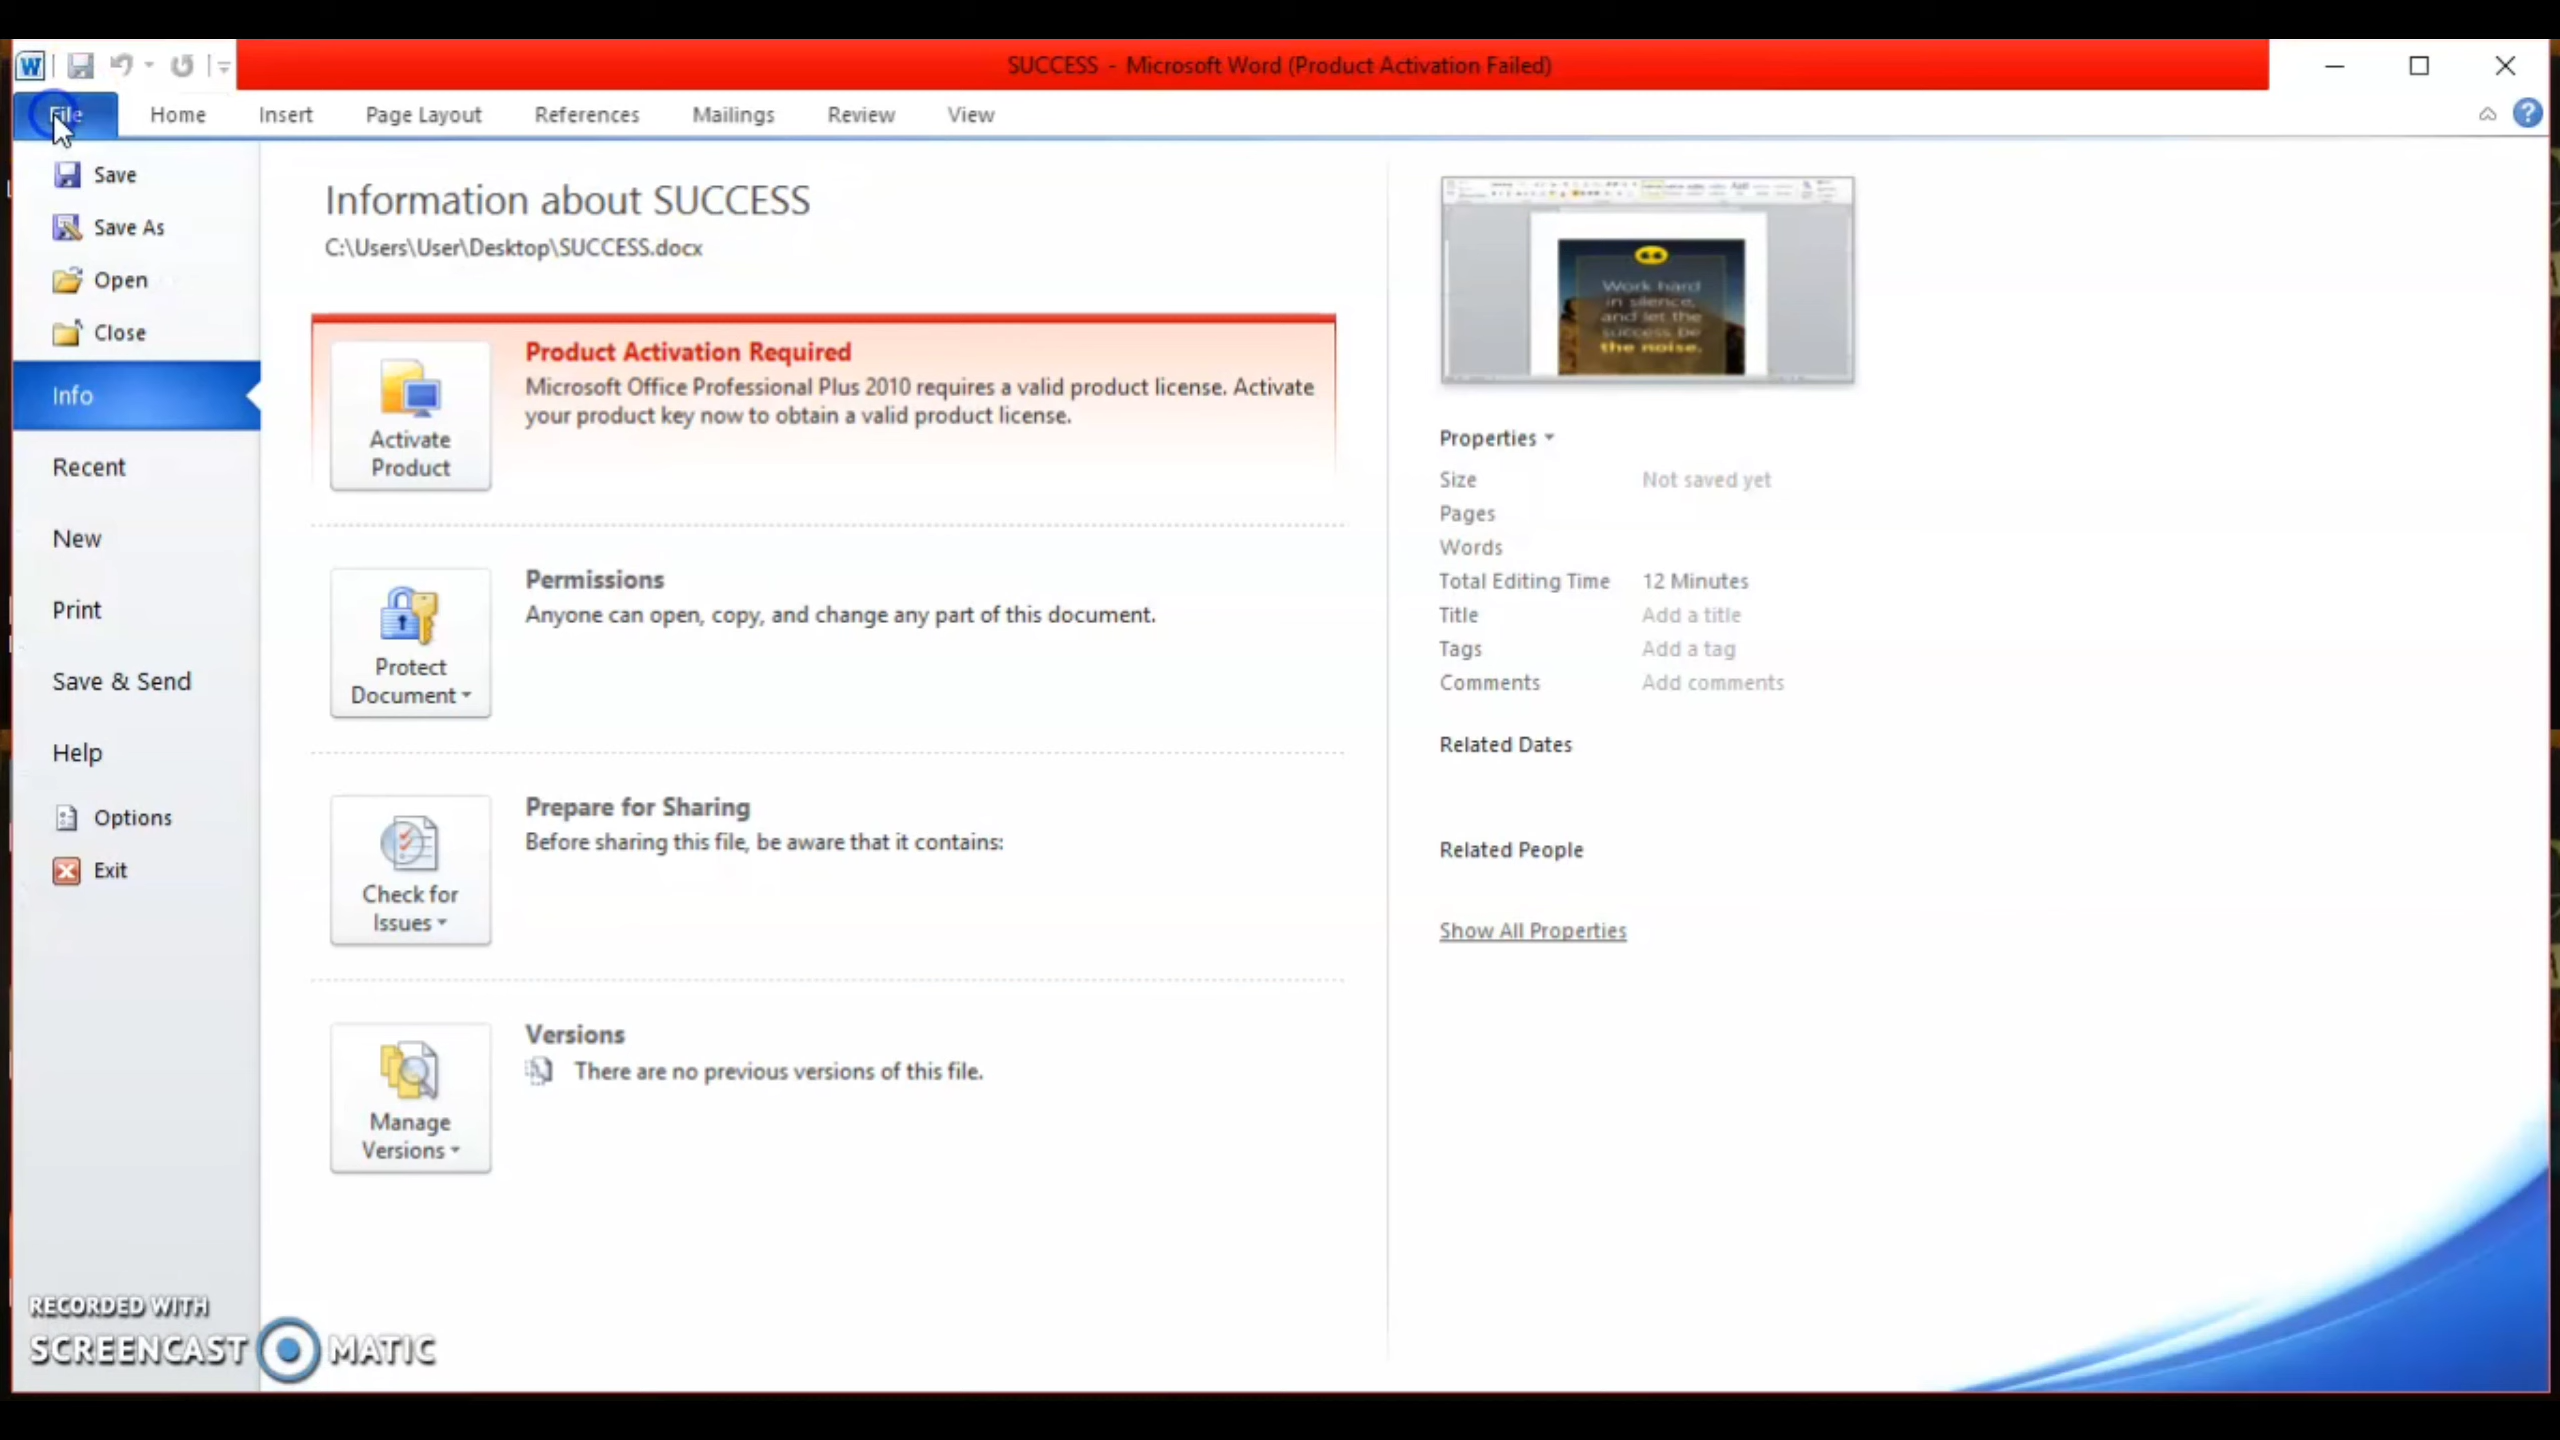 SUCCESS - Microsoft Word (Product Activation Failed)
File Home Insert Page Layout References Mailings Review View
Save
Save As
Open
Close
Info
Recent
New
Print
Save & Send
Help
Options
Exit
Information about SUCCESS
C:\Users\User\Desktop\SUCCESS.docx
Activate
Product
Product Activation Required
Microsoft Office Professional Plus 2010 requires a valid product license. Activate
your product key now to obtain a valid product license.
Protect
Document
Permissions
Anyone can open, copy, and change any part of this document.
Check for
Issues
Prepare for Sharing
Before sharing this file, be aware that it contains:
Manage
Versions
Versions
There are no previous versions of this file.
Work hard
in silence,
and let the
success be
the noise.
Properties
Size Not saved yet
Pages
Words
Total Editing Time 12 Minutes
Title Add a title
Tags Add a tag
Comments Add comments
Related Dates
Related People
Show All Properties
RECORDED WITH
SCREENCAST MATIC